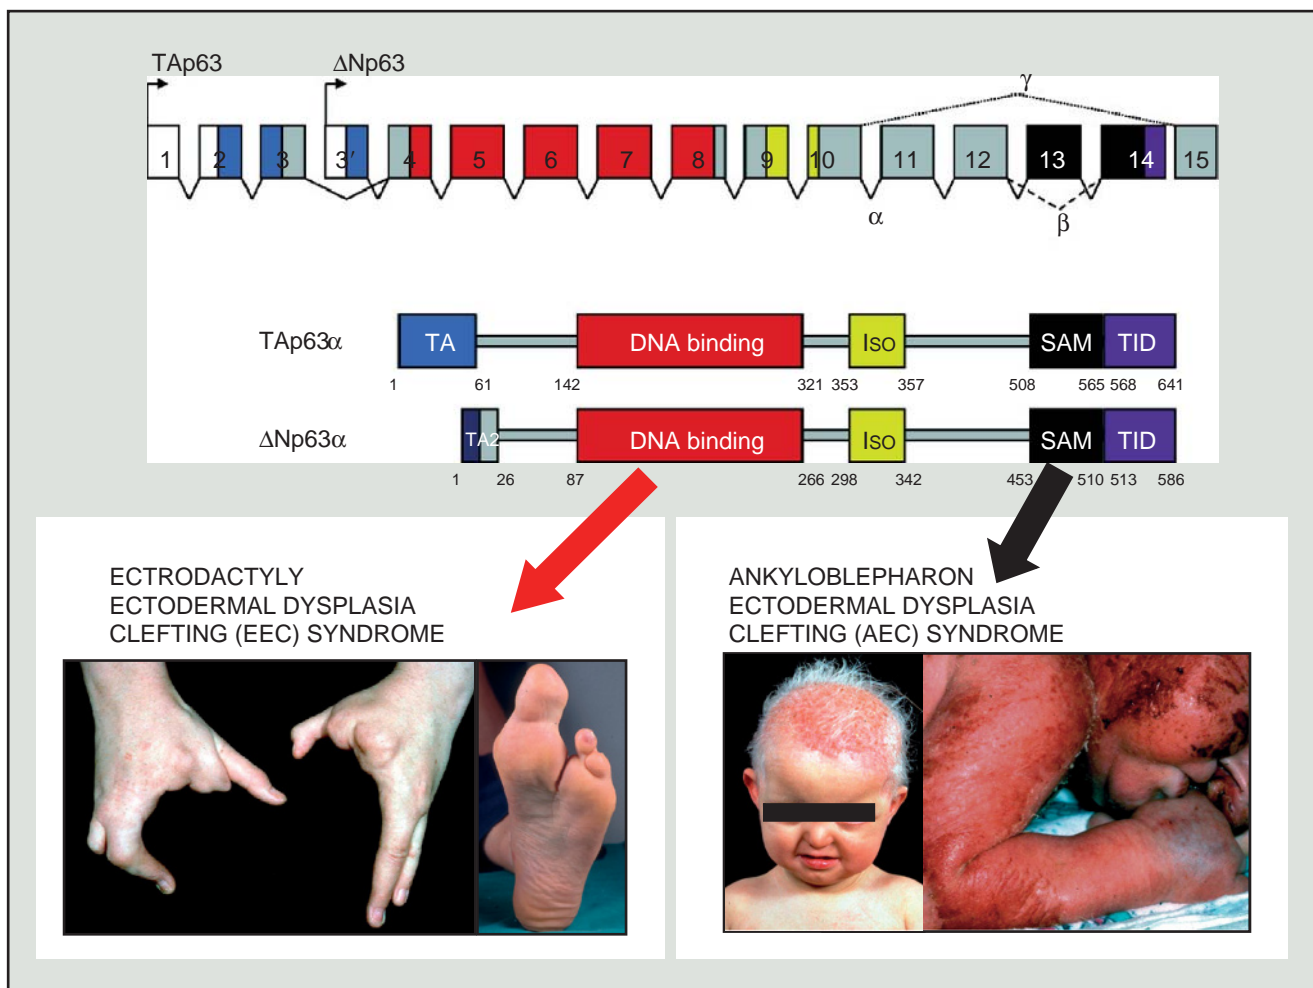 TAp63 ΔNp63
γ
1 2 3 3′ 4 5 6 7 8 9 10 11 12 13 14 15
α β
TAp63α TA DNA binding Iso SAM TID
1 61 142 321 353 357 508 565 568 641
ΔNp63α TA2 DNA binding Iso SAM TID
1 26 87 266 298 342 453 510 513 586
ECTRODACTYLY
ECTODERMAL DYSPLASIA
CLEFTING (EEC) SYNDROME
ANKYLOBLEPHARON
ECTODERMAL DYSPLASIA
CLEFTING (AEC) SYNDROME